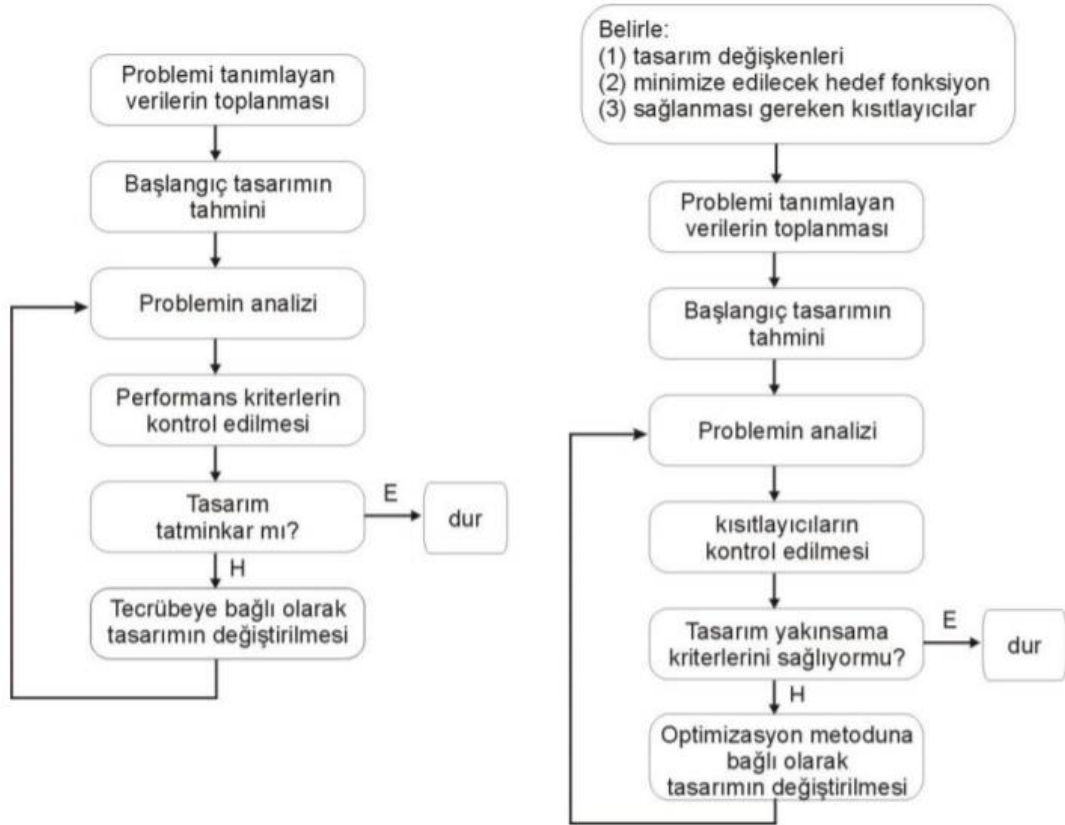 Problemi tanımlayan
verilerin toplanması
Başlangıç tasarımın
tahmini
Problemin analizi
Performans kriterlerin
kontrol edilmesi
Tasarım
tatminkar mı?
E
dur
H
Tecrübeye bağlı olarak
tasarımın değiştirilmesi
Belirle:
(1) tasarım değişkenleri
(2) minimize edilecek hedef fonksiyon
(3) sağlanması gereken kısıtlayıcılar
Problemi tanımlayan
verilerin toplanması
Başlangıç tasarımın
tahmini
Problemin analizi
kısıtlayıcıların
kontrol edilmesi
Tasarım yakınsama
kriterlerini sağlıyormu?
E
dur
H
Optimizasyon metoduna
bağlı olarak
tasarımın değiştirilmesi